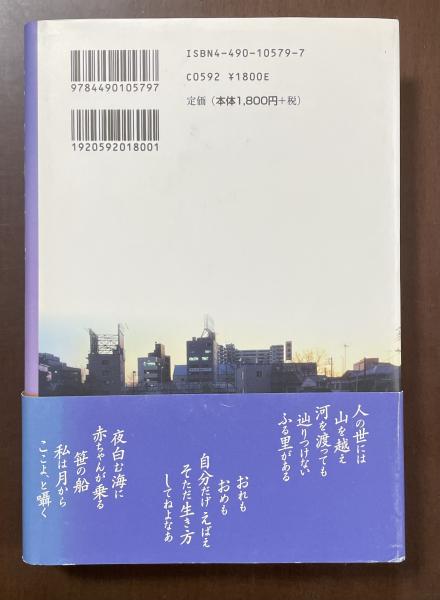 ISBN4-490-10579-7
C0592 ¥1800E
定価（本体1,800円＋税）
9784490105797
1920592018001
人の世には
山を越え
河を渡っても
辿りつけない
ふる里がある
おれも
おめも
自分だけえばえ
そただ生き方
してねよなあ
夜白む海に
赤ちゃんが乗る
笹の船
私は月から
ここよ、と囁く